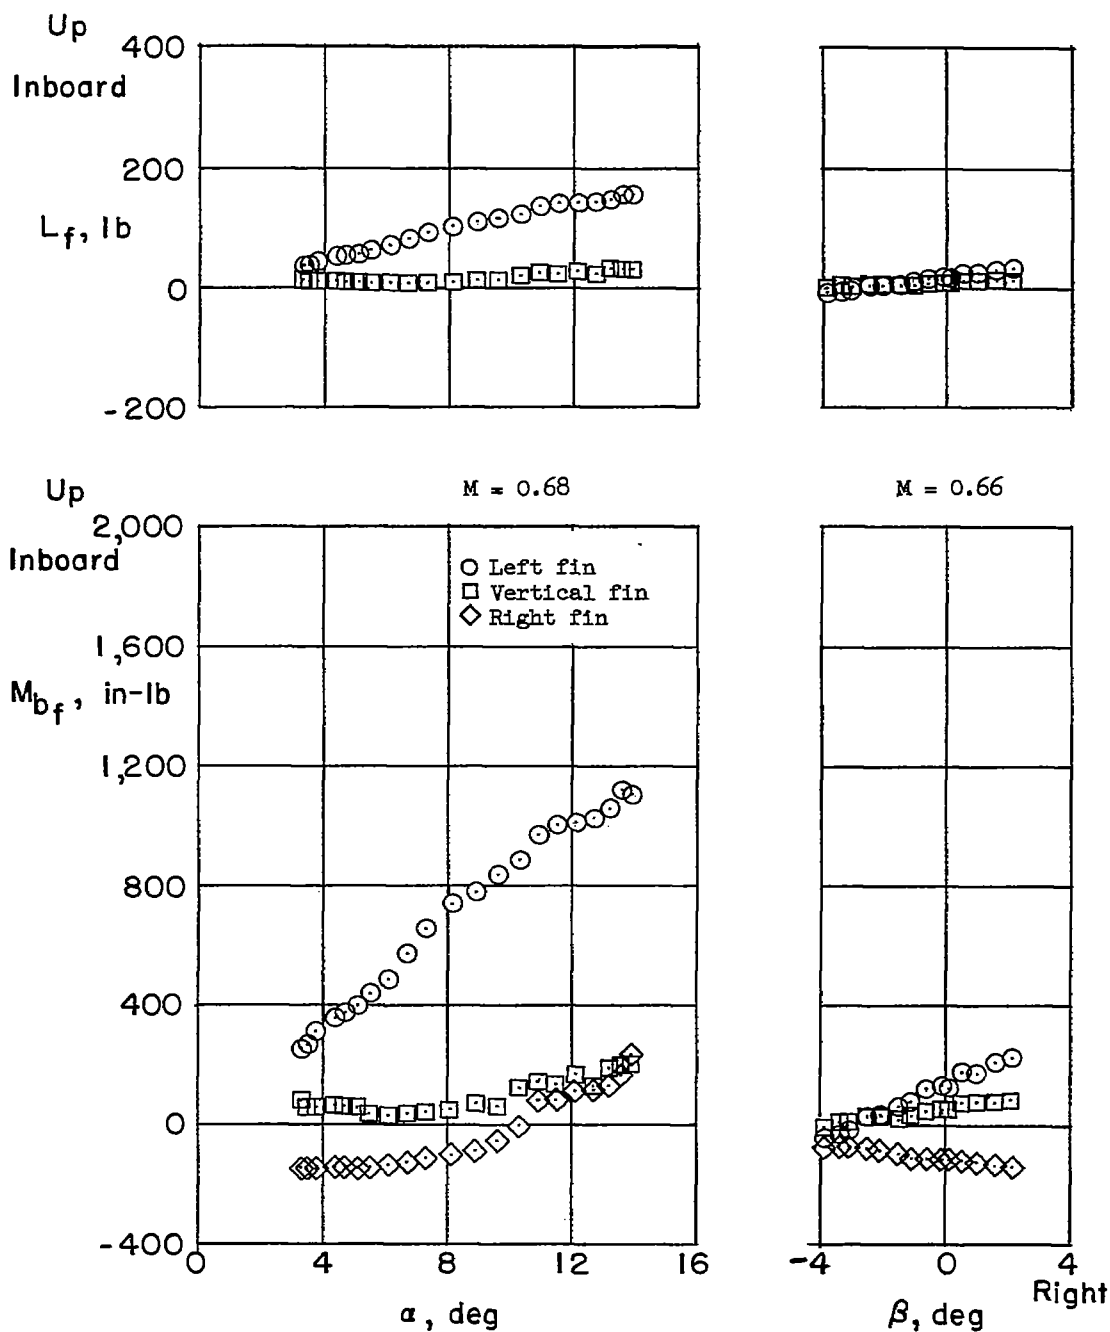 Up
Inboard
400
200
L_f, lb
0
-200
M = 0.68
M = 0.66
Up
Inboard
2,000
Left fin
Vertical fin
Right fin
1,600
M_b_f, in-lb
1,200
800
400
0
-400
0 4 8 12 16
-4 0 4
Right
α, deg
β, deg